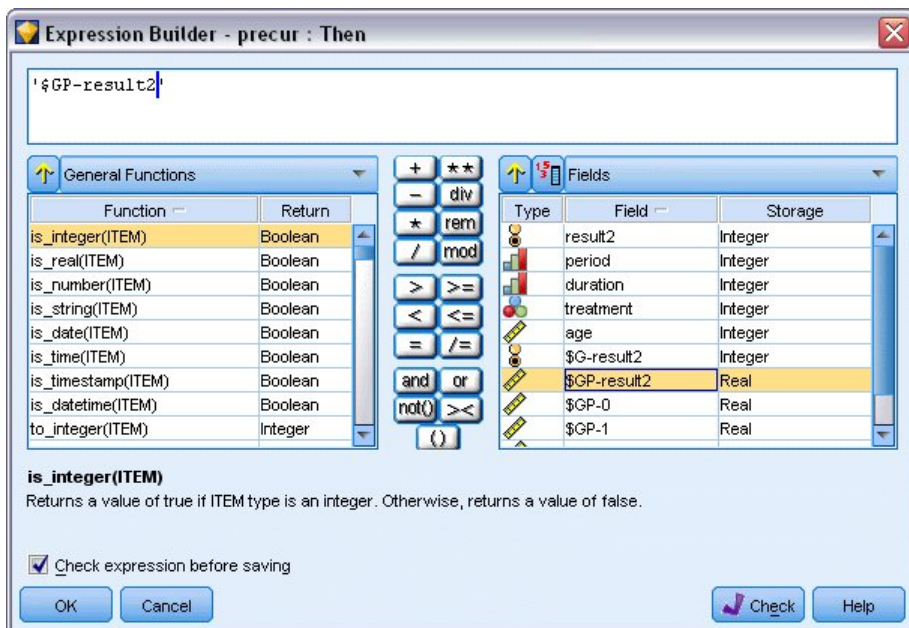 Expression Builder - precur : Then
'$GP-result2'
General Functions
Function Return
is_integer(ITEM) Boolean
is_real(ITEM) Boolean
is_number(ITEM) Boolean
is_string(ITEM) Boolean
is_date(ITEM) Boolean
is_time(ITEM) Boolean
is_timestamp(ITEM) Boolean
is_datetime(ITEM) Boolean
to_integer(ITEM) Integer
+ **
- div
* rem
/ mod
> >=
< <=
= /=
and or
not() ><
()
Fields
Type Field Storage
result2 Integer
period Integer
duration Integer
treatment Integer
age Integer
$G-result2 Integer
$GP-result2 Real
$GP-0 Real
$GP-1 Real
is_integer(ITEM)
Returns a value of true if ITEM type is an integer. Otherwise, returns a value of false.
Check expression before saving
OK Cancel Check Help